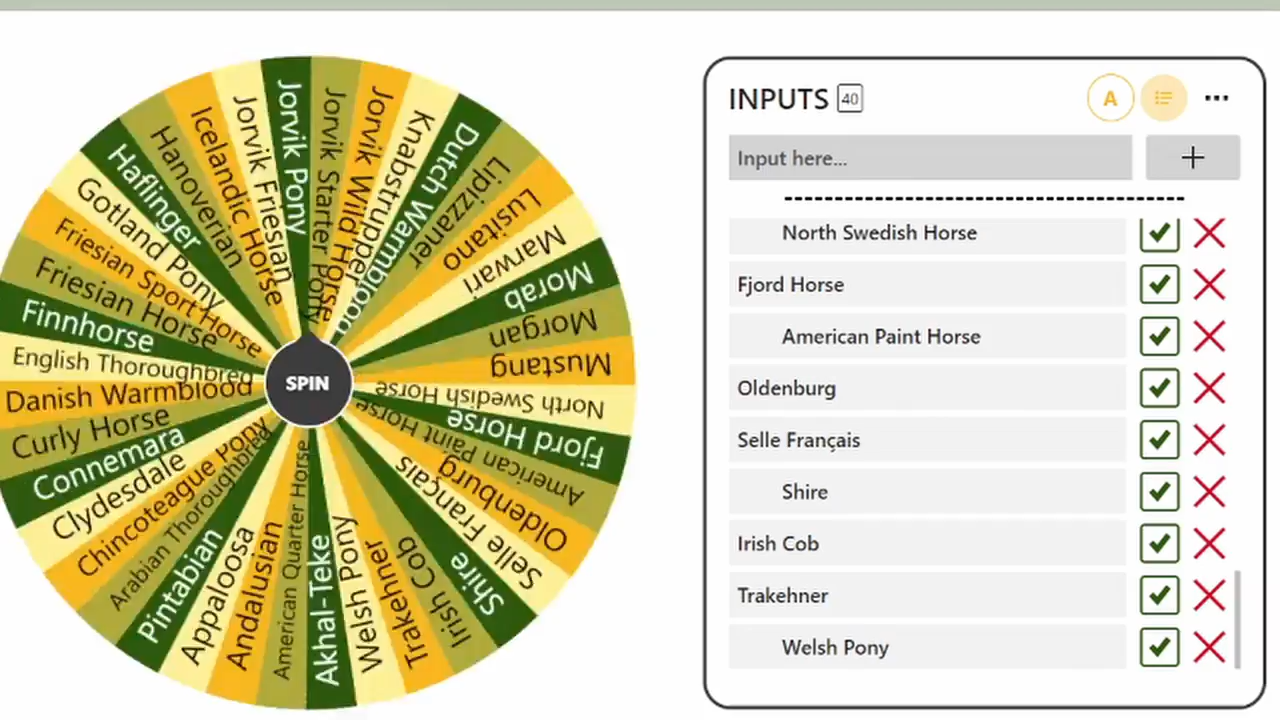 Jorvik Pony
Jorvik Starter Pony
Jorvik Wild Horse
Knabstrupper
Dutch Warmblood
Lipizzaner
Lusitano
Marwari
Morab
Morgan
Mustang
North Swedish Horse
Fjord Horse
American Paint Horse
Oldenburg
Selle Français
Shire
Irish Cob
Trakehner
Welsh Pony
Akhal-Teke
American Quarter Horse
Andalusian
Appaloosa
Pintabian
Arabian Thoroughbred
Chincoteague Pony
Clydesdale
Connemara
Curly Horse
Danish Warmblood
English Thoroughbred
Finnhorse
Friesian Horse
Friesian Sport Horse
Gotland Pony
Haflinger
Hanoverian
Icelandic Horse
Jorvik Friesian
SPIN
INPUTS 40
A
Input here...
North Swedish Horse
Fjord Horse
American Paint Horse
Oldenburg
Selle Français
Shire
Irish Cob
Trakehner
Welsh Pony